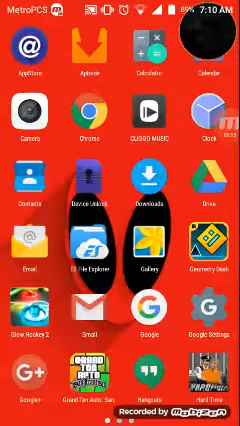 MetroPCS 89% 7:10 AM
AppStore Aptoide Calculator Calendar
Camera Chrome CLIGGO MUSIC Clock
Contacts Device Unlock Downloads Drive
Email ES File Explorer Gallery Geometry Dash
Glow Hockey 2 Gmail Google Google Settings
Google+ Grand Theft Auto: San.. Hangouts Hard Time
Recorded by Mobizen